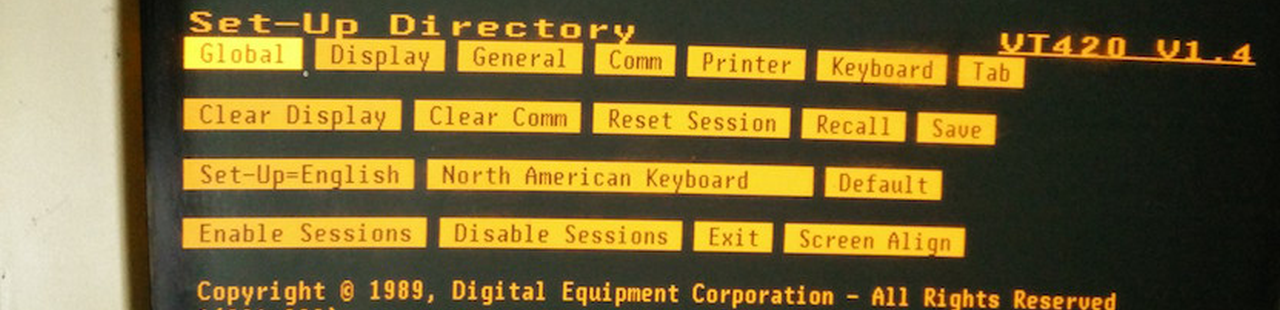 Set-Up Directory VT420 V1.4
Global Display General Comm Printer Keyboard Tab
Clear Display Clear Comm Reset Session Recall Save
Set-Up=English North American Keyboard Default
Enable Sessions Disable Sessions Exit Screen Align
Copyright © 1989, Digital Equipment Corporation - All Rights Reserved